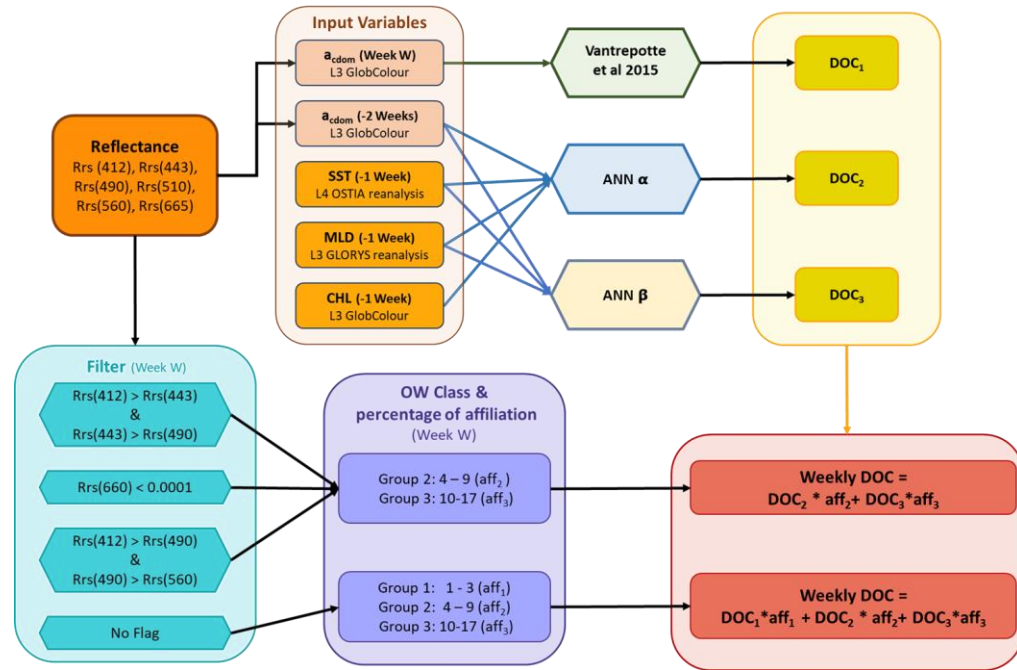 Input Variables
a_cdom (Week W)
L3 GlobColour
a_cdom (-2 Weeks)
L3 GlobColour
SST (-1 Week)
L4 OSTIA reanalysis
MLD (-1 Week)
L3 GLORYS reanalysis
CHL (-1 Week)
L3 GlobColour
Reflectance
Rrs (412), Rrs(443),
Rrs(490), Rrs(510),
Rrs(560), Rrs(665)
Vantrepotte
et al 2015
ANN α
ANN β
DOC₁
DOC₂
DOC₃
Filter (Week W)
Rrs(412) > Rrs(443)
&
Rrs(443) > Rrs(490)
Rrs(660) < 0.0001
Rrs(412) > Rrs(490)
&
Rrs(490) > Rrs(560)
No Flag
OW Class &
percentage of affiliation
(Week W)
Group 2: 4 – 9 (aff₂ )
Group 3: 10-17 (aff₃)
Group 1: 1 - 3 (aff₁)
Group 2: 4 – 9 (aff₂)
Group 3: 10-17 (aff₃)
Weekly DOC =
DOC₂ * aff₂+ DOC₃*aff₃
Weekly DOC =
DOC₁*aff₁ + DOC₂ * aff₂+ DOC₃*aff₃